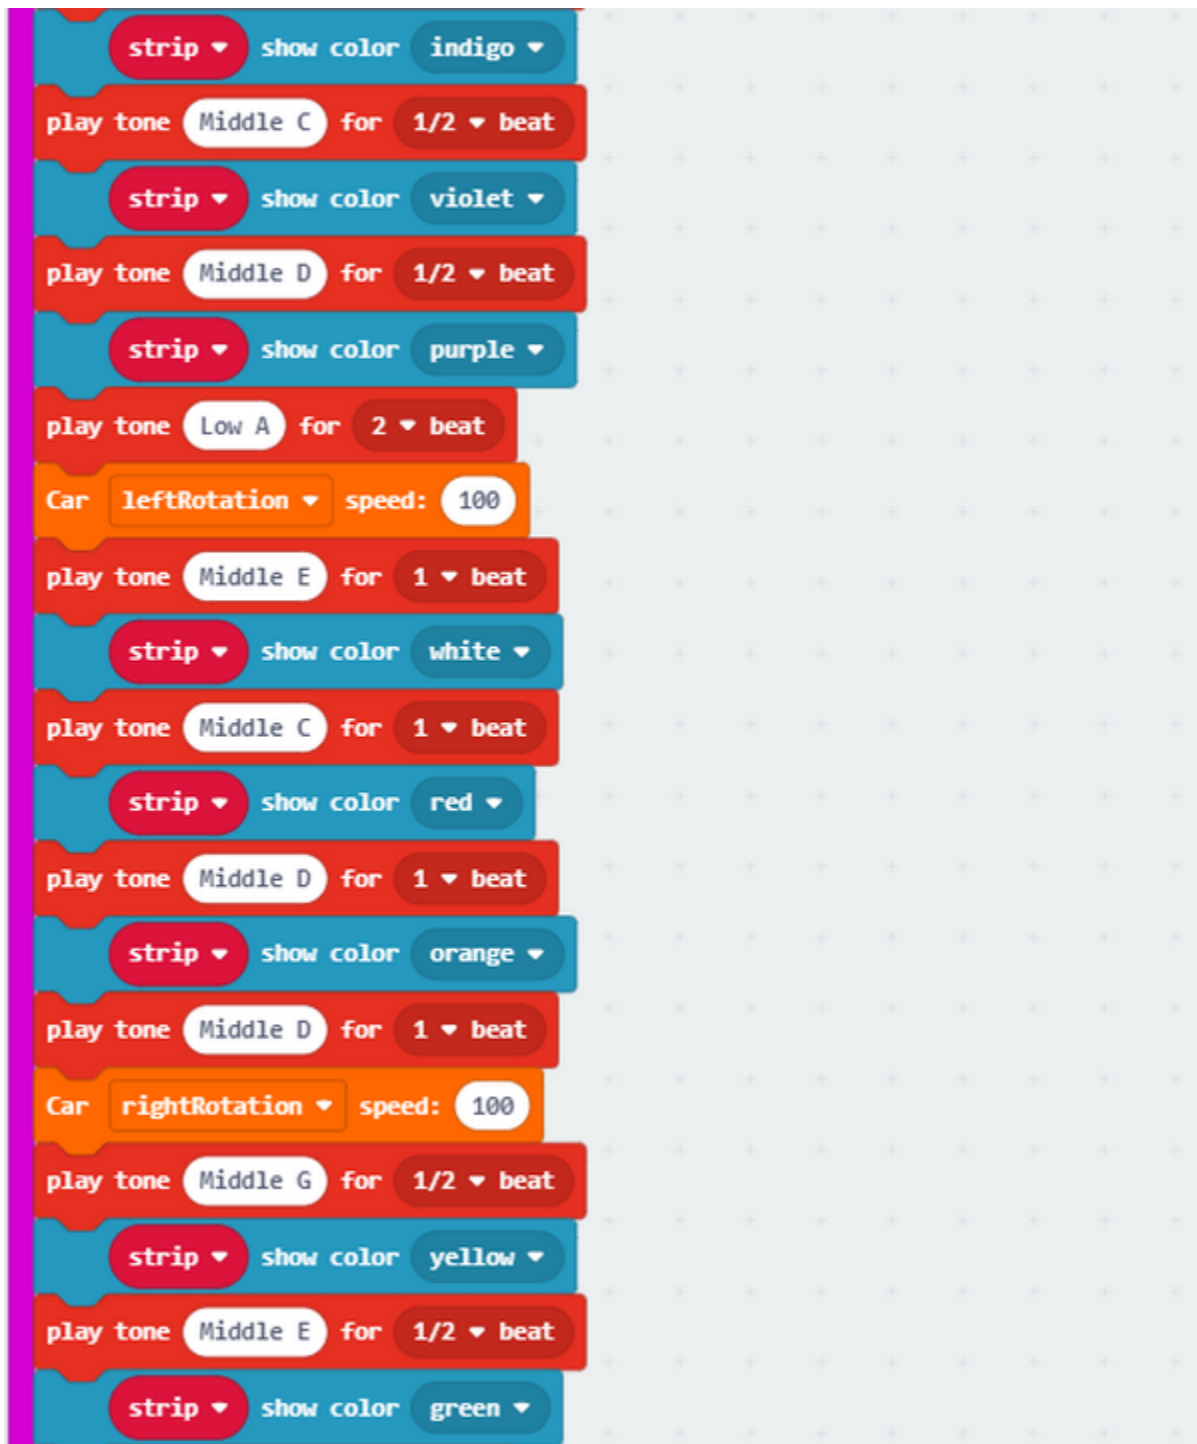 strip show color indigo
play tone Middle C for 1/2 beat
strip show color violet
play tone Middle D for 1/2 beat
strip show color purple
play tone Low A for 2 beat
Car leftRotation speed: 100
play tone Middle E for 1 beat
strip show color white
play tone Middle C for 1 beat
strip show color red
play tone Middle D for 1 beat
strip show color orange
play tone Middle D for 1 beat
Car rightRotation speed: 100
play tone Middle G for 1/2 beat
strip show color yellow
play tone Middle E for 1/2 beat
strip show color green